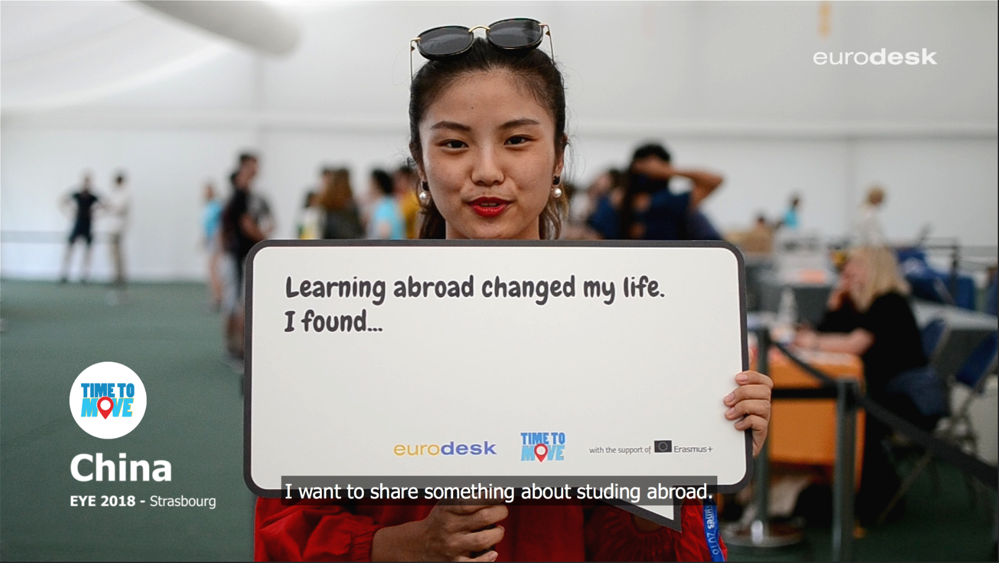 eurodesk
Learning abroad changed my life.
I found...
TIME TO
MOVE
eurodesk
TIME TO
MOVE
with the support of Erasmus+
China
EYE 2018 - Strasbourg
I want to share something about studing abroad.